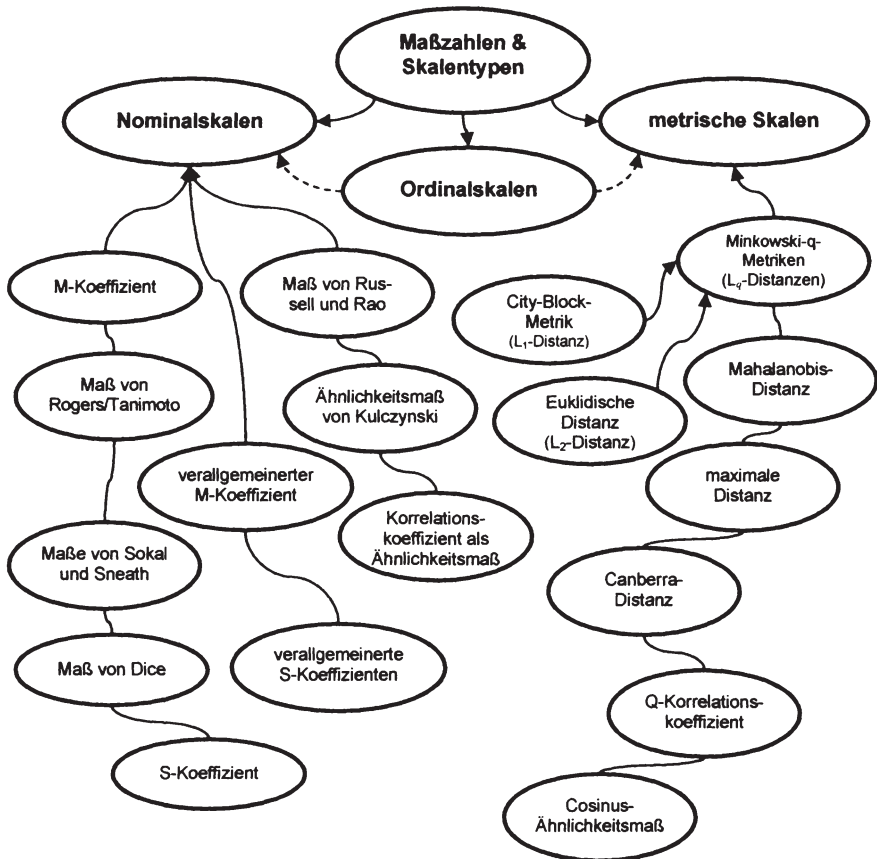 Maßzahlen &
Skalentypen
Nominalskalen
metrische Skalen
Ordinalskalen
M-Koeffizient
Maß von Rus-
sell und Rao
City-Block-
Metrik
(L₁-Distanz)
Minkowski-q-
Metriken
(L_q-Distanzen)
Maß von
Rogers/Tanimoto
Ähnlichkeitsmaß
von Kulczynski
Euklidische
Distanz
(L₂-Distanz)
Mahalanobis-
Distanz
verallgemeinerter
M-Koeffizient
maximale
Distanz
Maße von Sokal
und Sneath
Korrelations-
koeffizient als
Ähnlichkeitsmaß
Canberra-
Distanz
Maß von Dice
verallgemeinerte
S-Koeffizienten
Q-Korrelations-
koeffizient
S-Koeffizient
Cosinus-
Ähnlichkeitsmaß